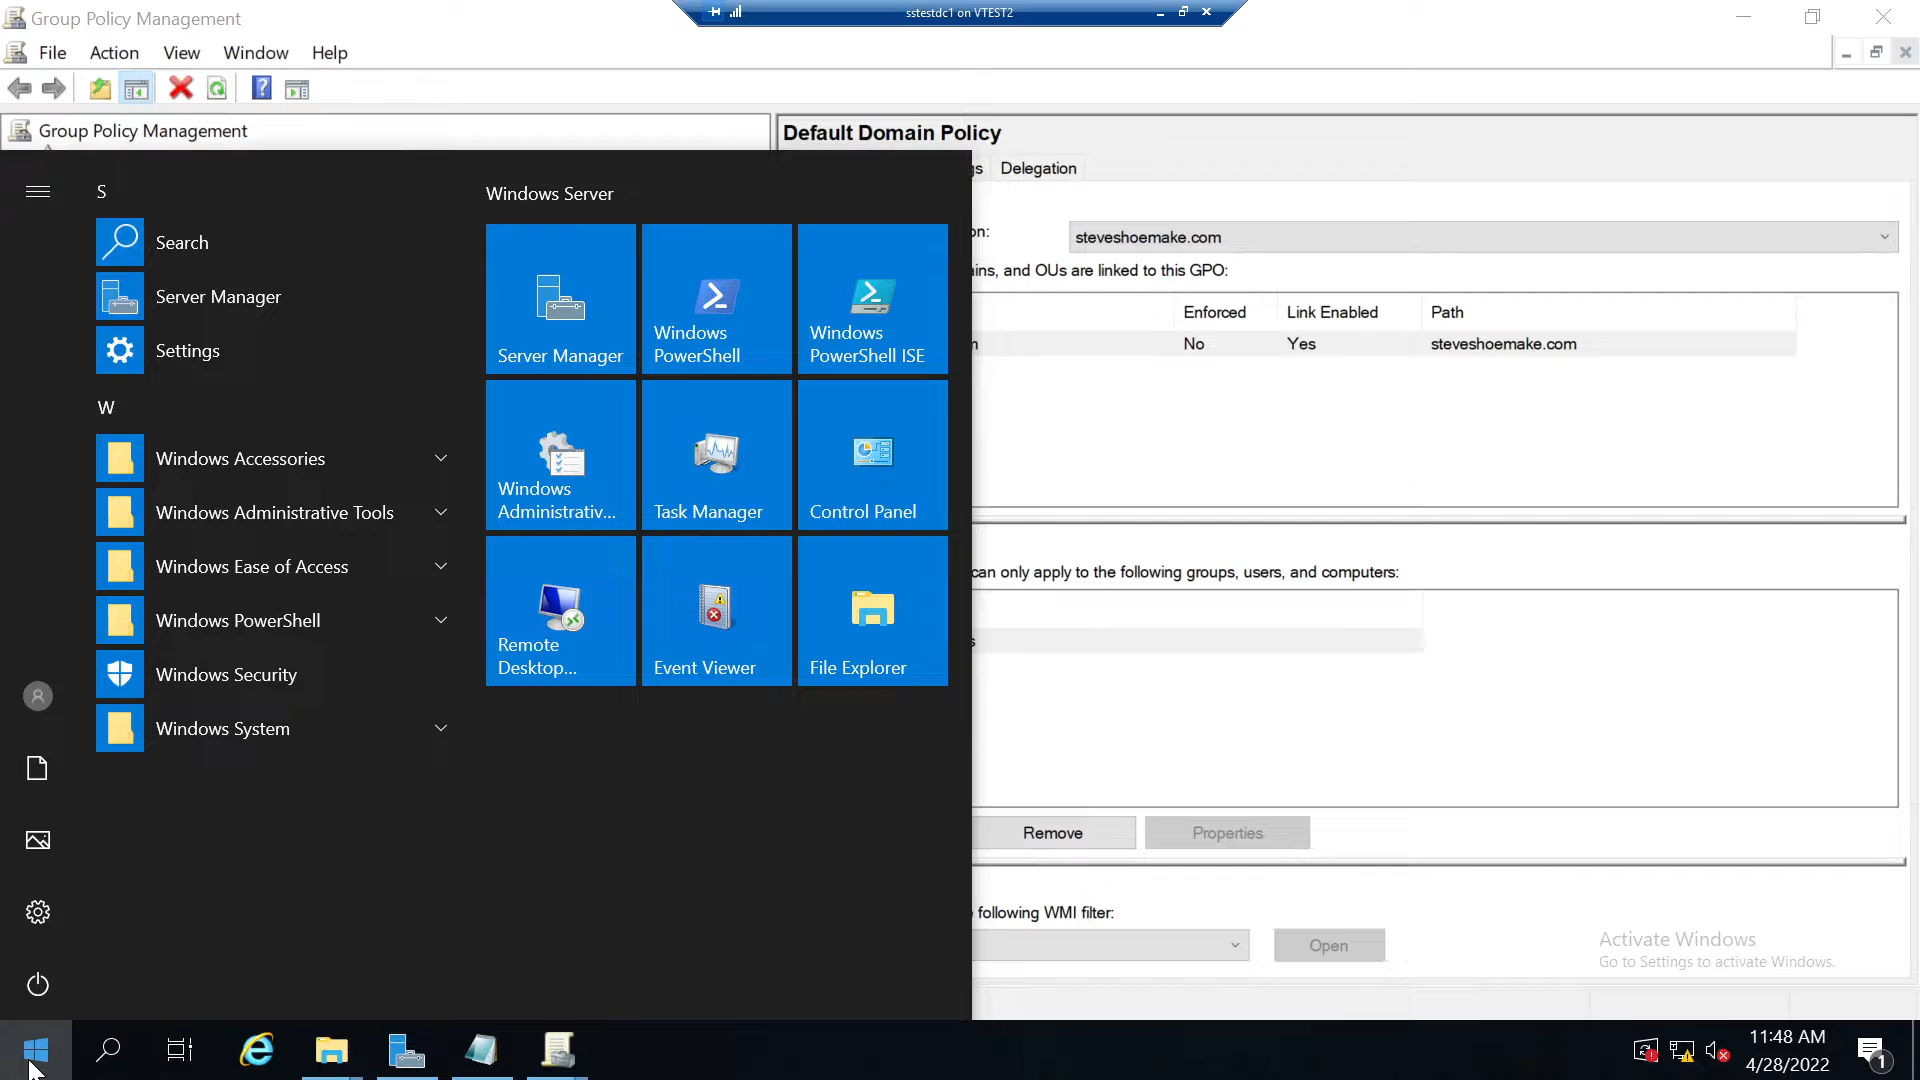 Group Policy Management
sstestdc1 on VTEST2
File Action View Window Help
Group Policy Management
Default Domain Policy
Delegation
steveshoemake.com
and OUs are linked to this GPO:
Enforced Link Enabled Path
No Yes steveshoemake.com
can only apply to the following groups, users, and computers:
Remove Properties
following WMI filter:
Open
Activate Windows
Go to Settings to activate Windows.
S
Search
Server Manager
Settings
W
Windows Accessories
Windows Administrative Tools
Windows Ease of Access
Windows PowerShell
Windows Security
Windows System
Windows Server
Server Manager
Windows
PowerShell
Windows
PowerShell ISE
Windows
Administrativ...
Task Manager
Control Panel
Remote
Desktop...
Event Viewer
File Explorer
11:48 AM
4/28/2022
1